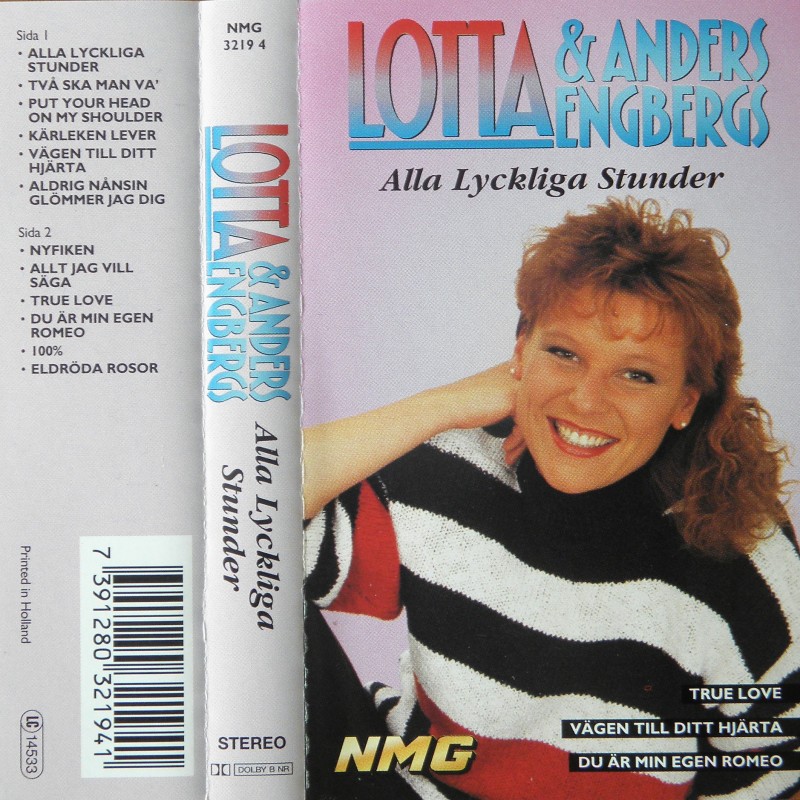 Sida 1
• ALLA LYCKLIGA
STUNDER
• TVÅ SKA MAN VA'
• PUT YOUR HEAD
ON MY SHOULDER
• KÄRLEKEN LEVER
• VÄGEN TILL DITT
HJÄRTA
• ALDRIG NÅNSIN
GLÖMMER JAG DIG
Sida 2
• NYFIKEN
• ALLT JAG VILL
SÄGA
• TRUE LOVE
• DU ÄR MIN EGEN
ROMEO
• 100%
• ELDRÖDA ROSOR
Printed in Holland
7 391280 321941
LC 14533
NMG
3219 4
LOTTA
& ANDERS
ENGBERGS
Alla Lyckliga
Stunder
STEREO
DOLBY B NR
LOTTA
& ANDERS
ENGBERGS
Alla Lyckliga Stunder
TRUE LOVE
VÄGEN TILL DITT HJÄRTA
DU ÄR MIN EGEN ROMEO
NMG